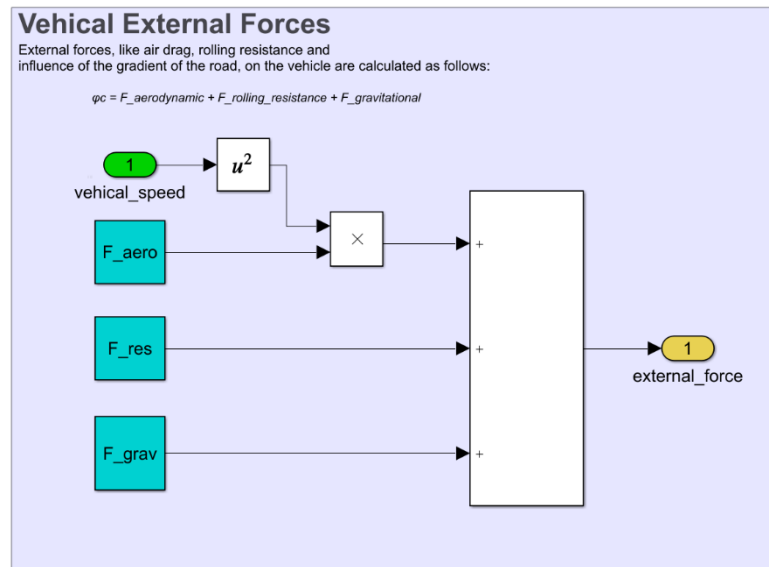 Vehical External Forces
External forces, like air drag, rolling resistance and
influence of the gradient of the road, on the vehicle are calculated as follows:
φc = F_aerodynamic + F_rolling_resistance + F_gravitational
1
vehical_speed
u²
F_aero
×
+
F_res
+
1
external_force
F_grav
+